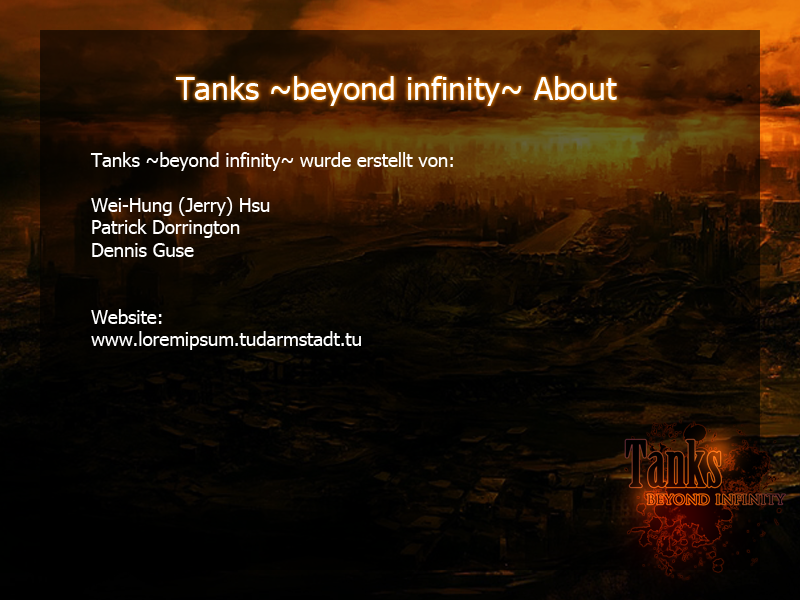 Tanks ~beyond infinity~ About
Tanks ~beyond infinity~ wurde erstellt von:
Wei-Hung (Jerry) Hsu
Patrick Dorrington
Dennis Guse
Website:
www.loremipsum.tudarmstadt.tu
Tanks
BEYOND INFINITY